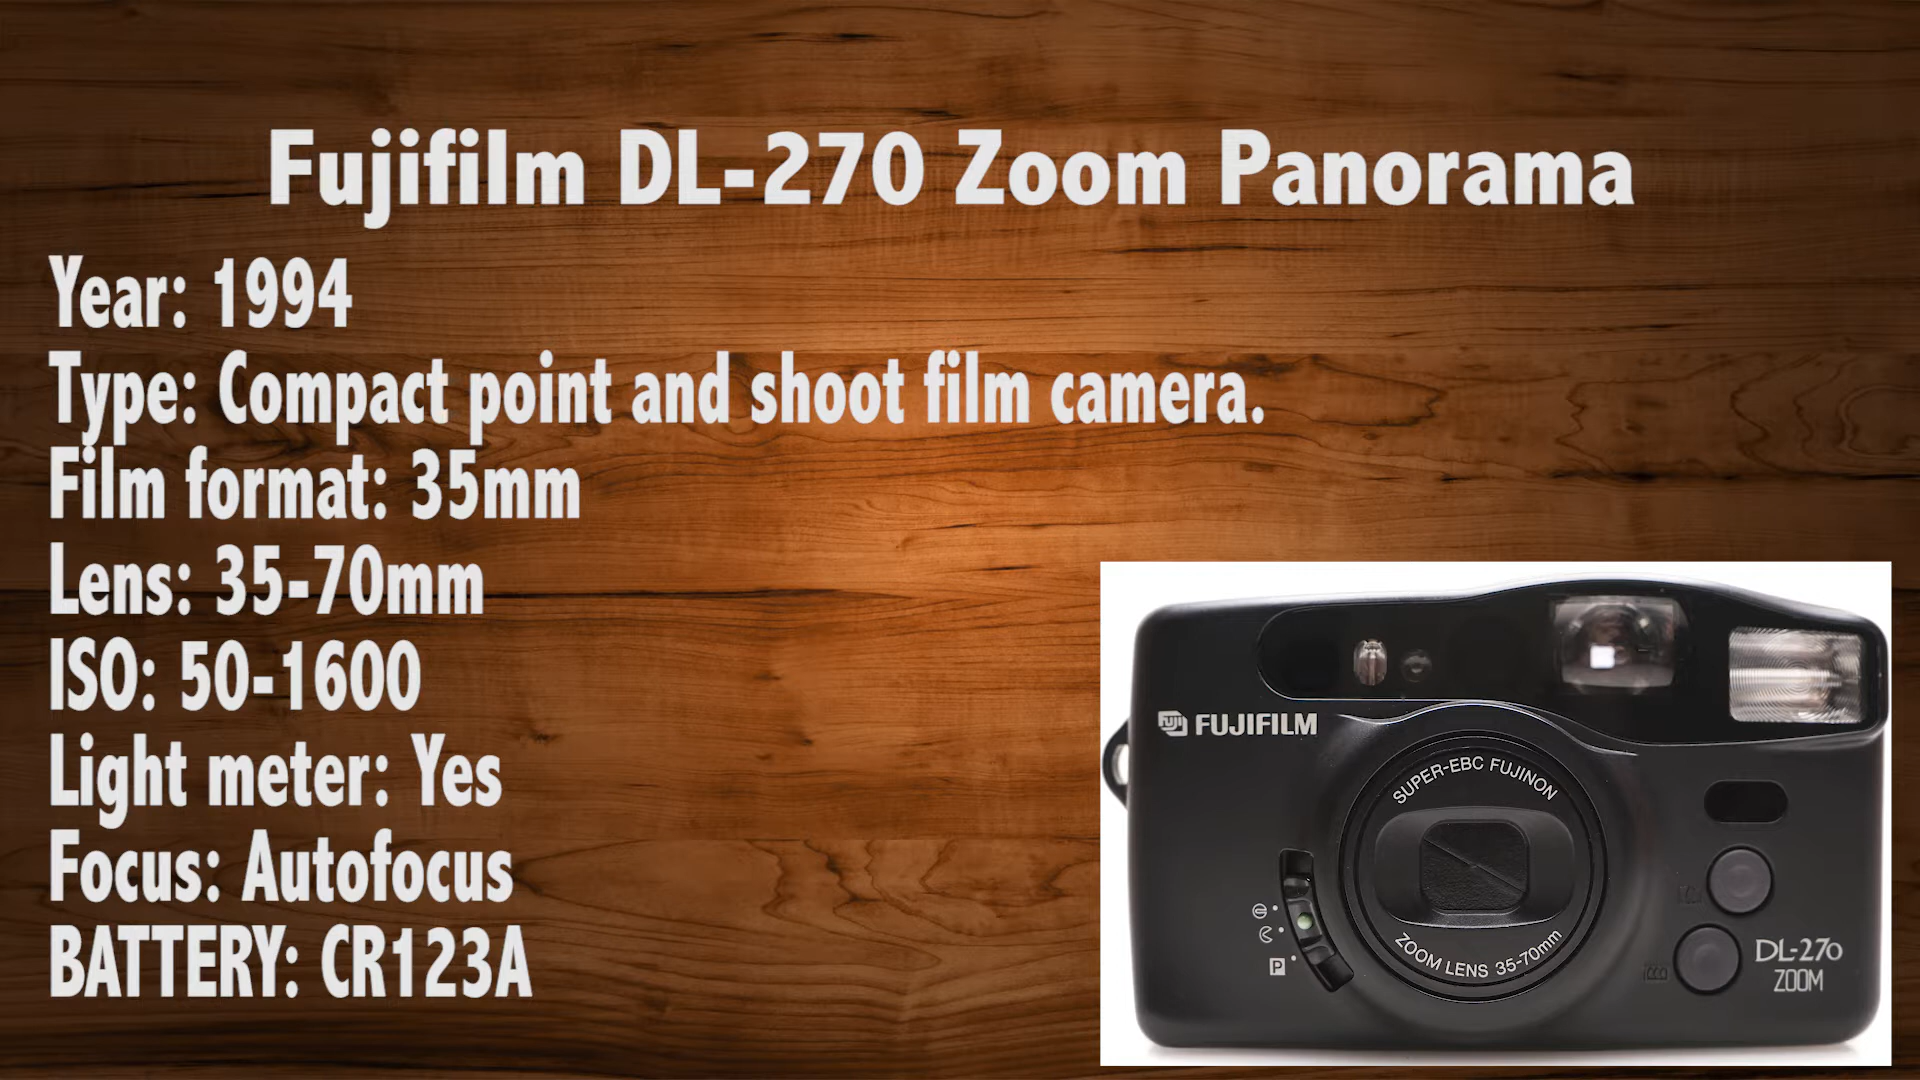 Fujifilm DL-270 Zoom Panorama
Year: 1994
Type: Compact point and shoot film camera.
Film format: 35mm
Lens: 35-70mm
ISO: 50-1600
Light meter: Yes
Focus: Autofocus
BATTERY: CR123A
FUJI FUJIFILM
SUPER-EBC FUJINON
ZOOM LENS 35-70mm
P
DL-270
ZOOM